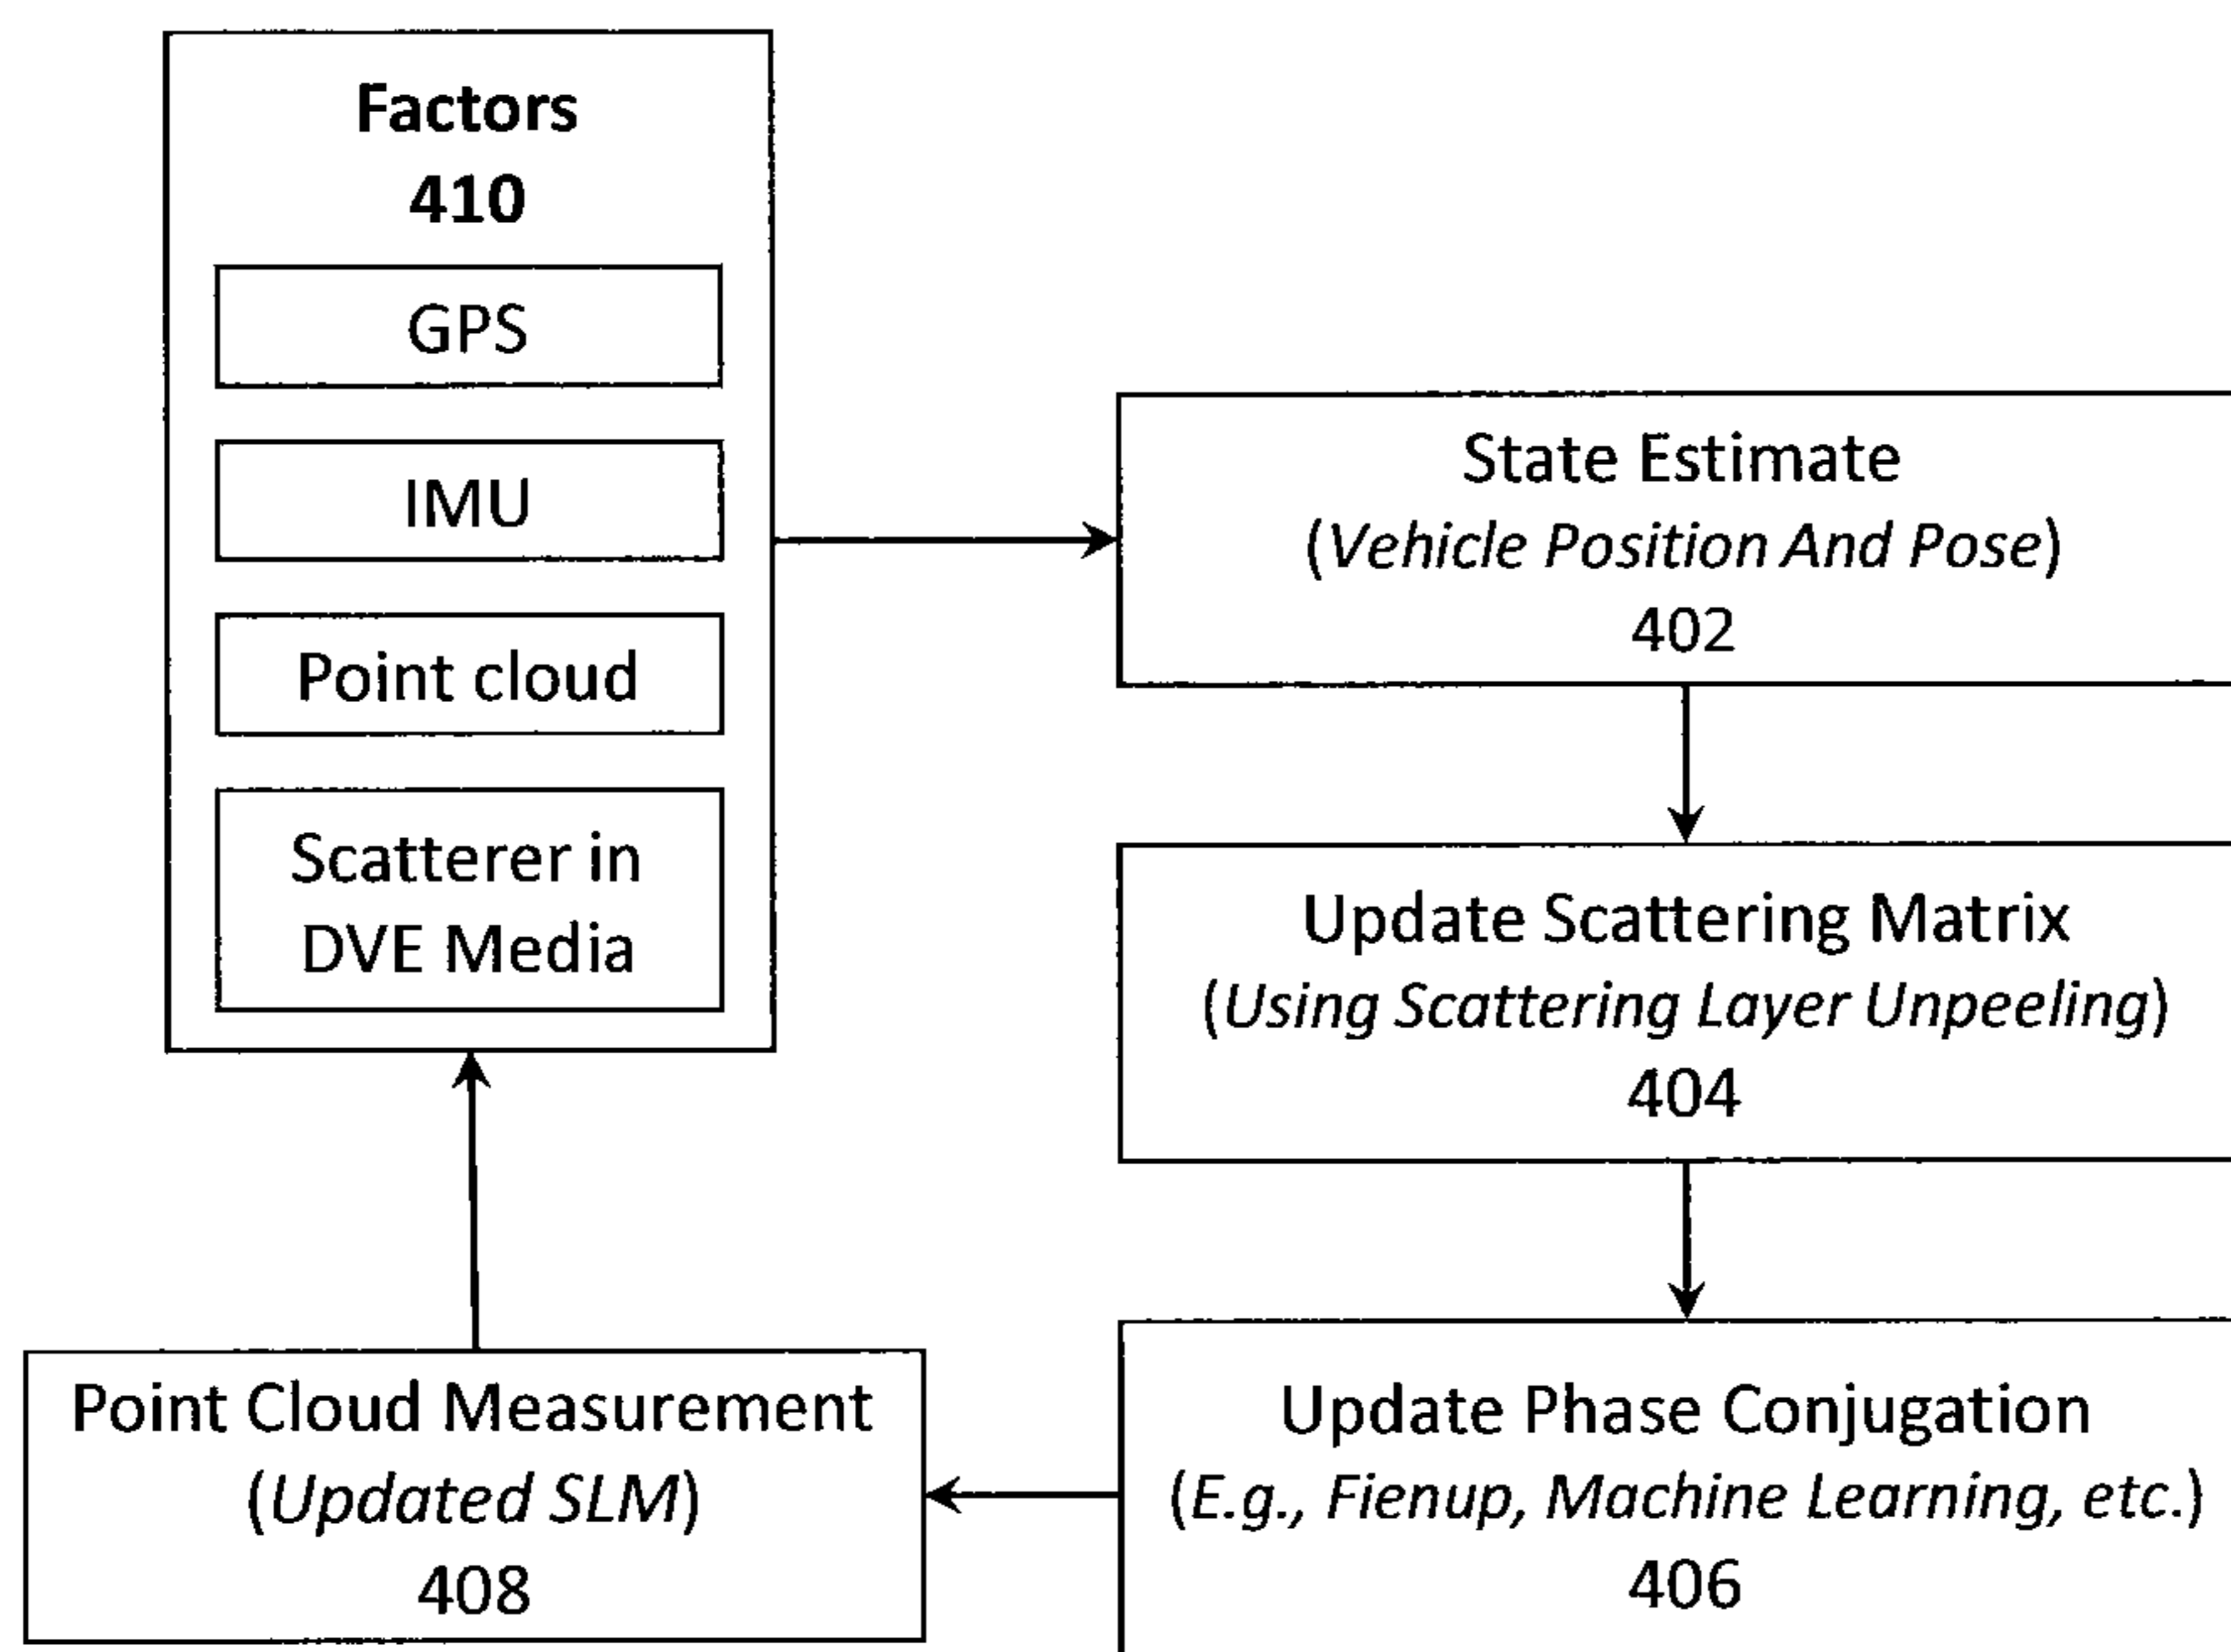 Factors
410
GPS
IMU
Point cloud
Scatterer in
DVE Media
State Estimate
(Vehicle Position And Pose)
402
Update Scattering Matrix
(Using Scattering Layer Unpeeling)
404
Update Phase Conjugation
(E.g., Fienup, Machine Learning, etc.)
406
Point Cloud Measurement
(Updated SLM)
408